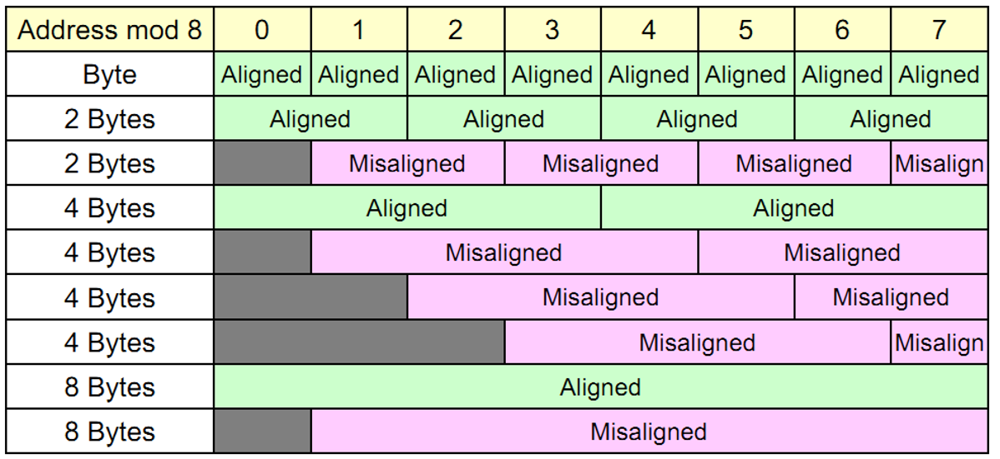 Address mod 8 0 1 2 3 4 5 6 7
Byte Aligned Aligned Aligned Aligned Aligned Aligned Aligned Aligned
2 Bytes Aligned Aligned Aligned Aligned
2 Bytes Misaligned Misaligned Misaligned Misalign
4 Bytes Aligned Aligned
4 Bytes Misaligned Misaligned
4 Bytes Misaligned Misaligned
4 Bytes Misaligned Misalign
8 Bytes Aligned
8 Bytes Misaligned